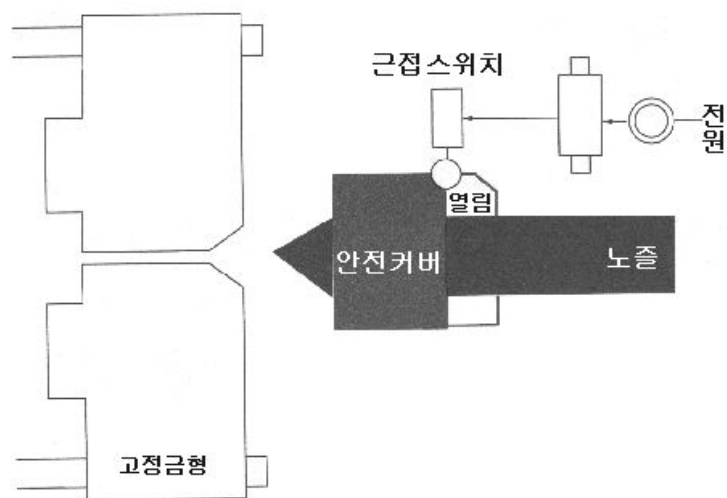 근접스위치
전원
열림
안전커버
노즐
고정금형